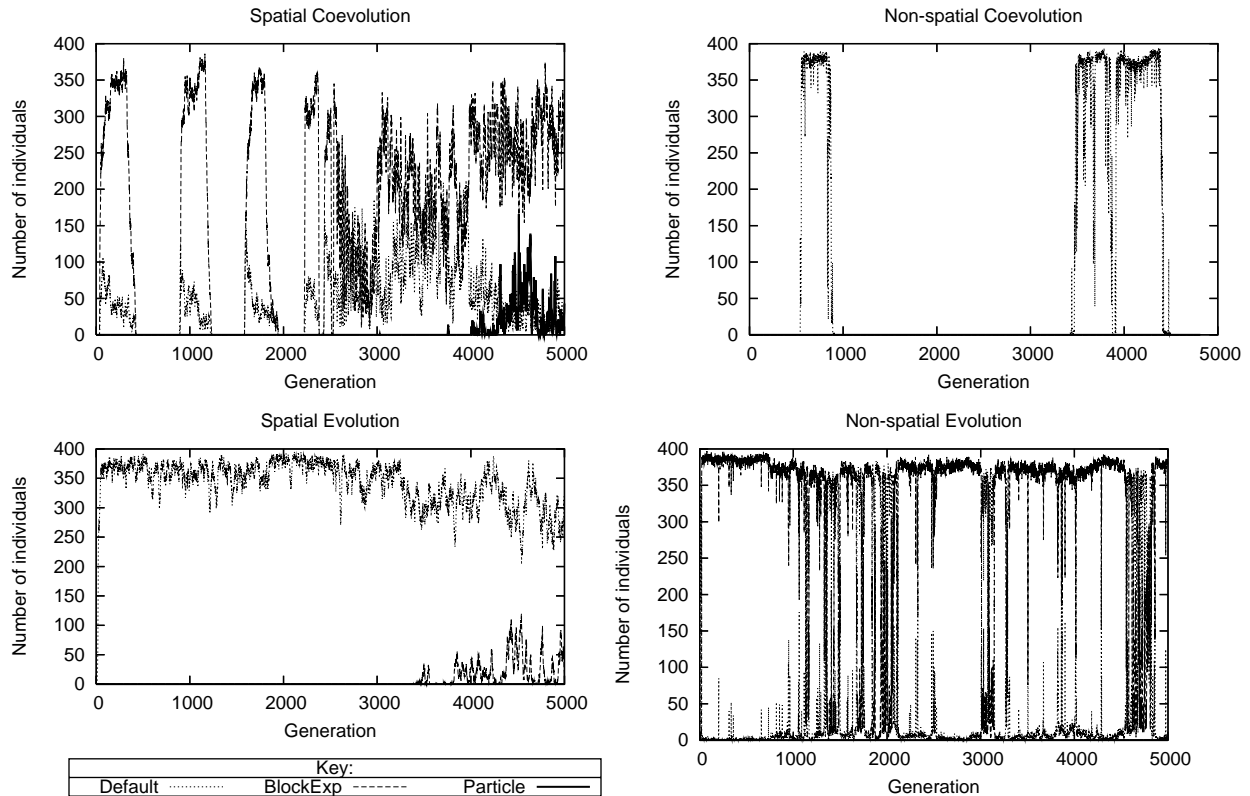 Spatial Coevolution
400
350
300
250
200
150
100
50
0
0 1000 2000 3000 4000 5000
Number of individuals
Generation
Non-spatial Coevolution
400
350
300
250
200
150
100
50
0
0 1000 2000 3000 4000 5000
Number of individuals
Generation
Spatial Evolution
400
350
300
250
200
150
100
50
0
0 1000 2000 3000 4000 5000
Number of individuals
Generation
Non-spatial Evolution
400
350
300
250
200
150
100
50
0
0 1000 2000 3000 4000 5000
Number of individuals
Generation
Key:
Default BlockExp Particle